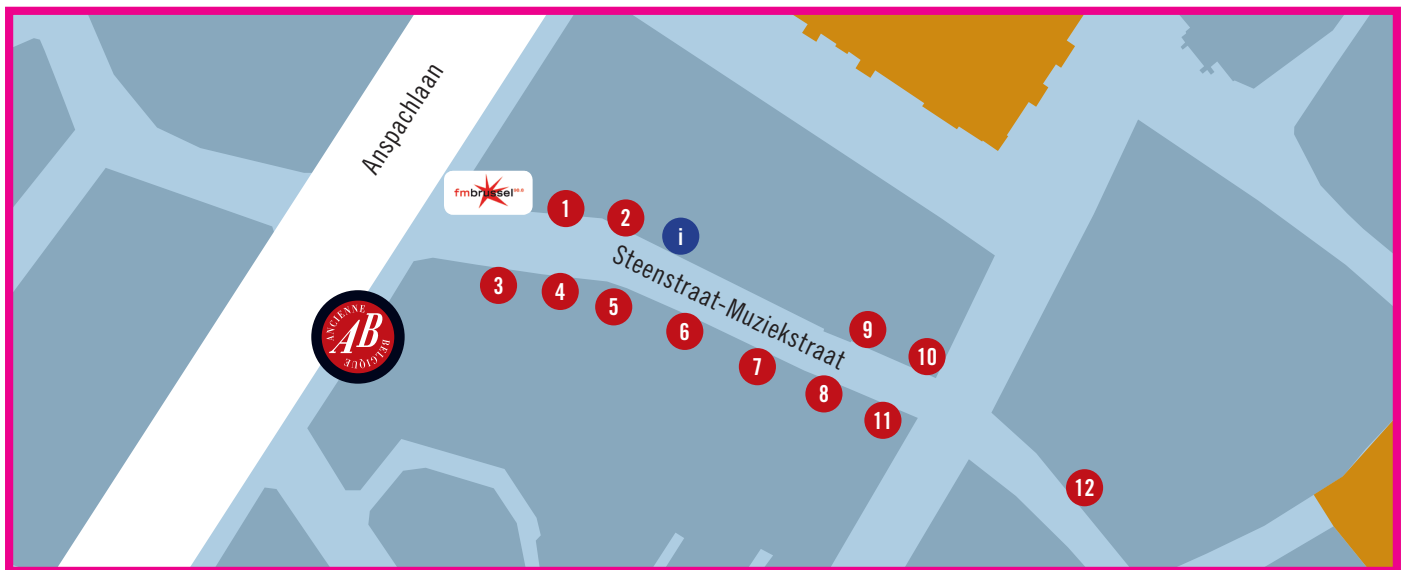 Anspachlaan
fmbrussel
1
2
i
Steenstraat-Muziekstraat
3
4
5
6
7
8
9
10
11
12
ANCIENNE
AB
BELGIQUE